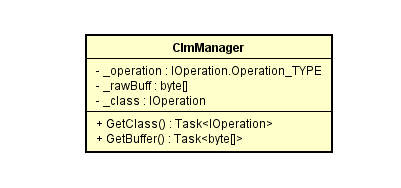 ClmManager
- _operation : IOperation.Operation_TYPE
- _rawBuff : byte[]
- _class : IOperation
+ GetClass() : Task<IOperation>
+ GetBuffer() : Task<byte[]>